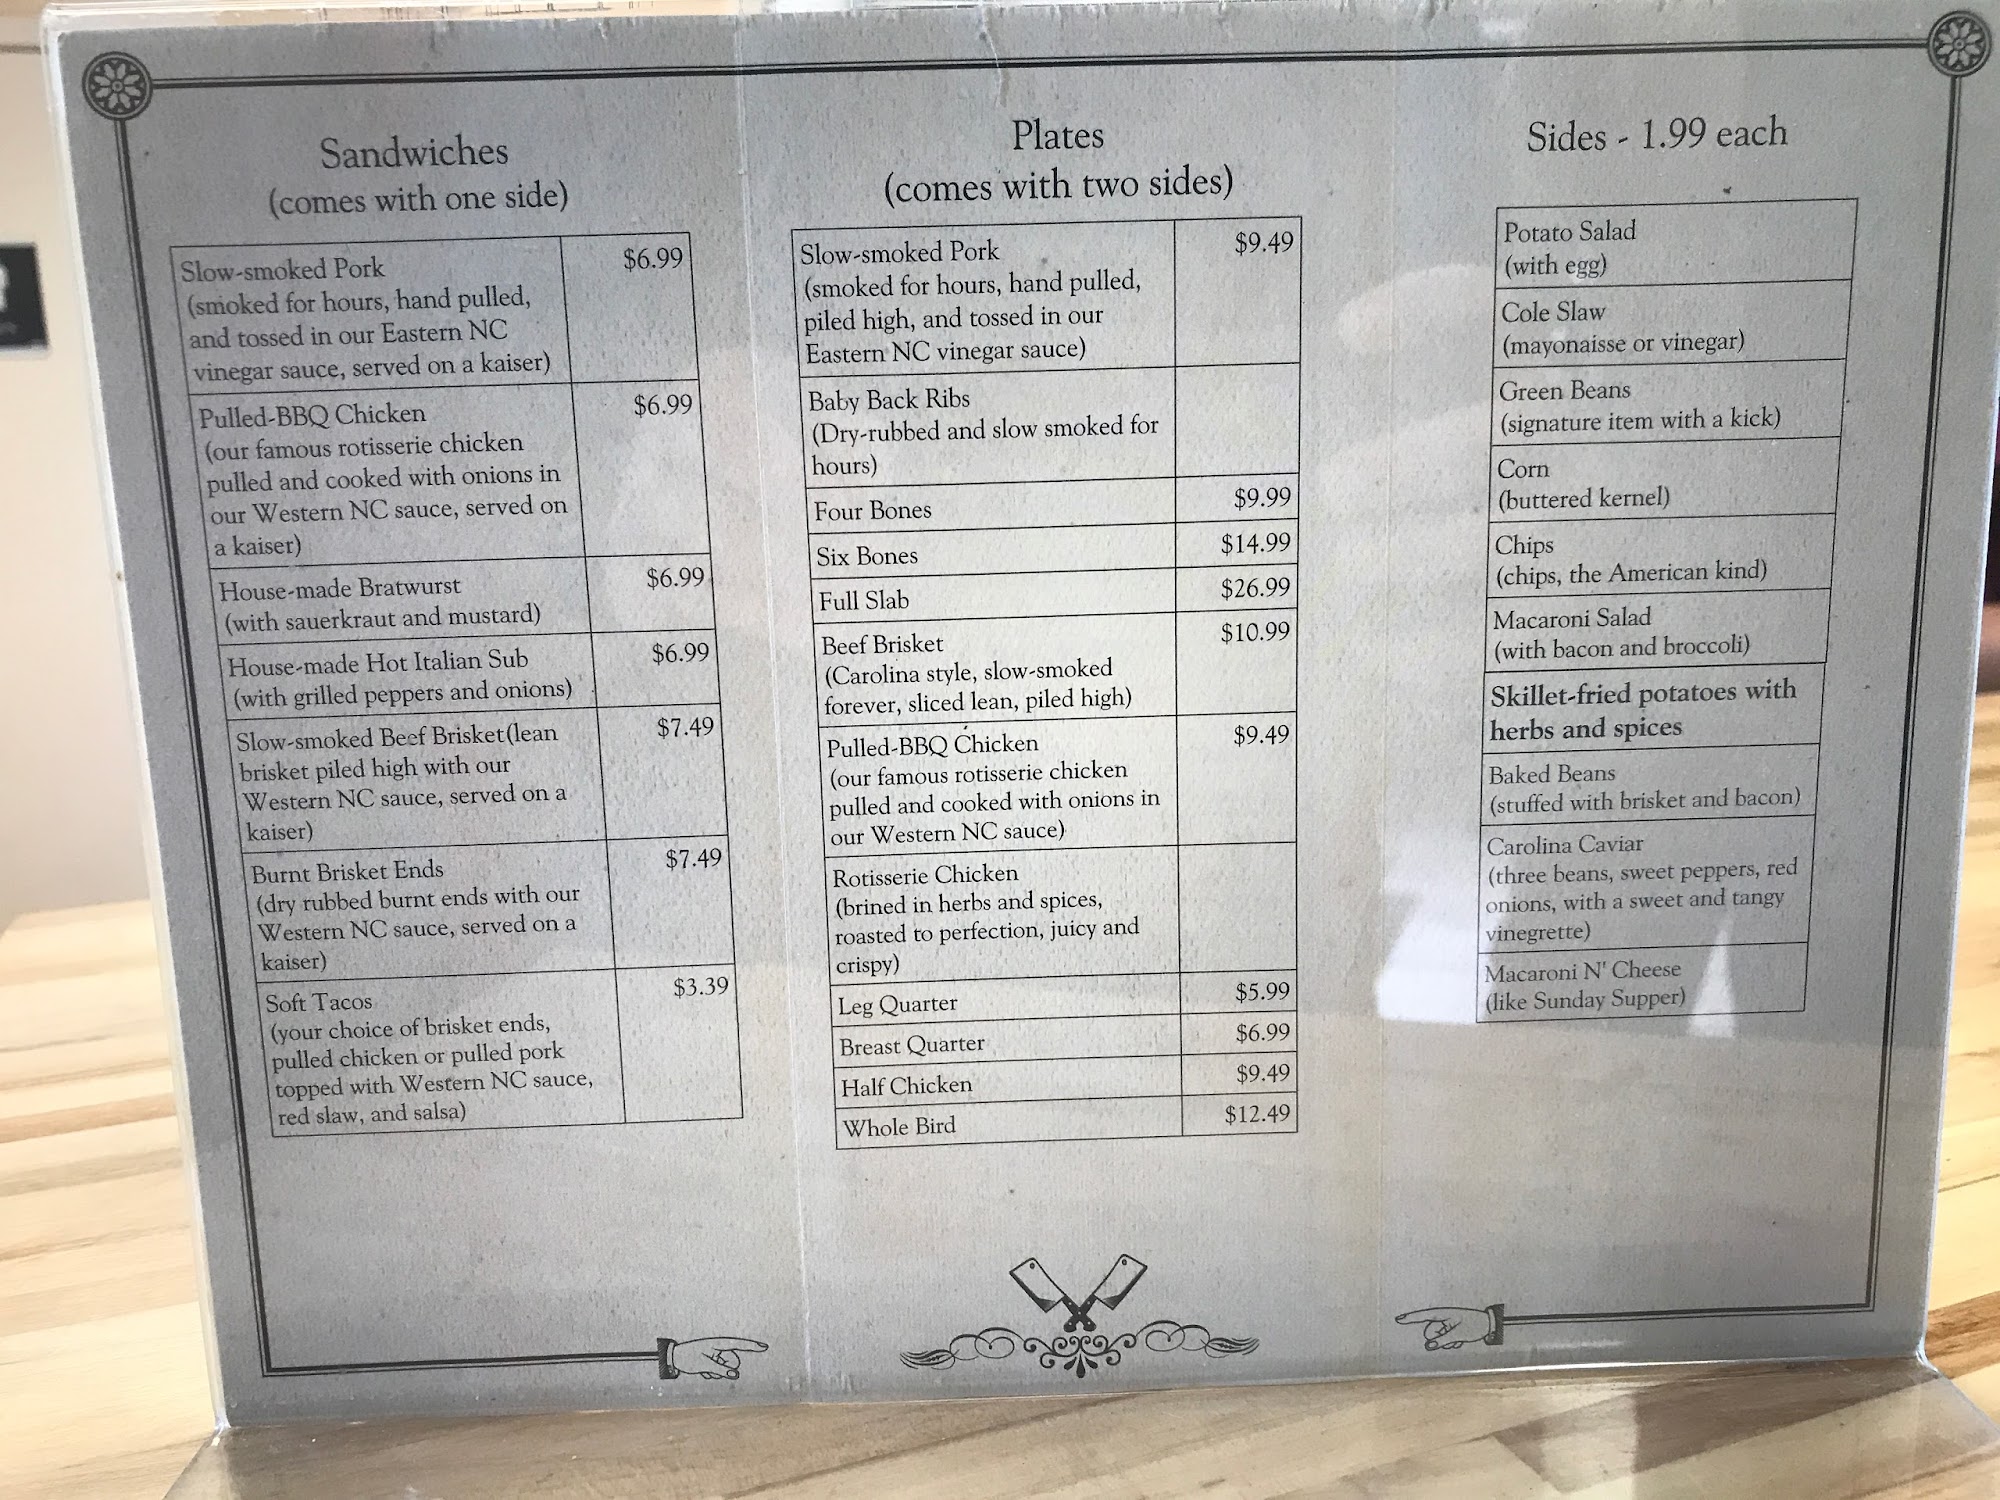 Sandwiches
(comes with one side)
Slow-smoked Pork $6.99
(smoked for hours, hand pulled,
and tossed in our Eastern NC
vinegar sauce, served on a kaiser)
Pulled-BBQ Chicken $6.99
(our famous rotisserie chicken
pulled and cooked with onions in
our Western NC sauce, served on
a kaiser)
House-made Bratwurst $6.99
(with sauerkraut and mustard)
House-made Hot Italian Sub $6.99
(with grilled peppers and onions)
Slow-smoked Beef Brisket(lean $7.49
brisket piled high with our
Western NC sauce, served on a
kaiser)
Burnt Brisket Ends $7.49
(dry rubbed burnt ends with our
Western NC sauce, served on a
kaiser)
Soft Tacos $3.39
(your choice of brisket ends,
pulled chicken or pulled pork
topped with Western NC sauce,
red slaw, and salsa)
Plates
(comes with two sides)
Slow-smoked Pork $9.49
(smoked for hours, hand pulled,
piled high, and tossed in our
Eastern NC vinegar sauce)
Baby Back Ribs
(Dry-rubbed and slow smoked for
hours)
Four Bones $9.99
Six Bones $14.99
Full Slab $26.99
Beef Brisket $10.99
(Carolina style, slow-smoked
forever, sliced lean, piled high)
Pulled-BBQ Chicken $9.49
(our famous rotisserie chicken
pulled and cooked with onions in
our Western NC sauce)
Rotisserie Chicken
(brined in herbs and spices,
roasted to perfection, juicy and
crispy)
Leg Quarter $5.99
Breast Quarter $6.99
Half Chicken $9.49
Whole Bird $12.49
Sides - 1.99 each
Potato Salad
(with egg)
Cole Slaw
(mayonaisse or vinegar)
Green Beans
(signature item with a kick)
Corn
(buttered kernel)
Chips
(chips, the American kind)
Macaroni Salad
(with bacon and broccoli)
Skillet-fried potatoes with
herbs and spices
Baked Beans
(stuffed with brisket and bacon)
Carolina Caviar
(three beans, sweet peppers, red
onions, with a sweet and tangy
vinegrette)
Macaroni N' Cheese
(like Sunday Supper)